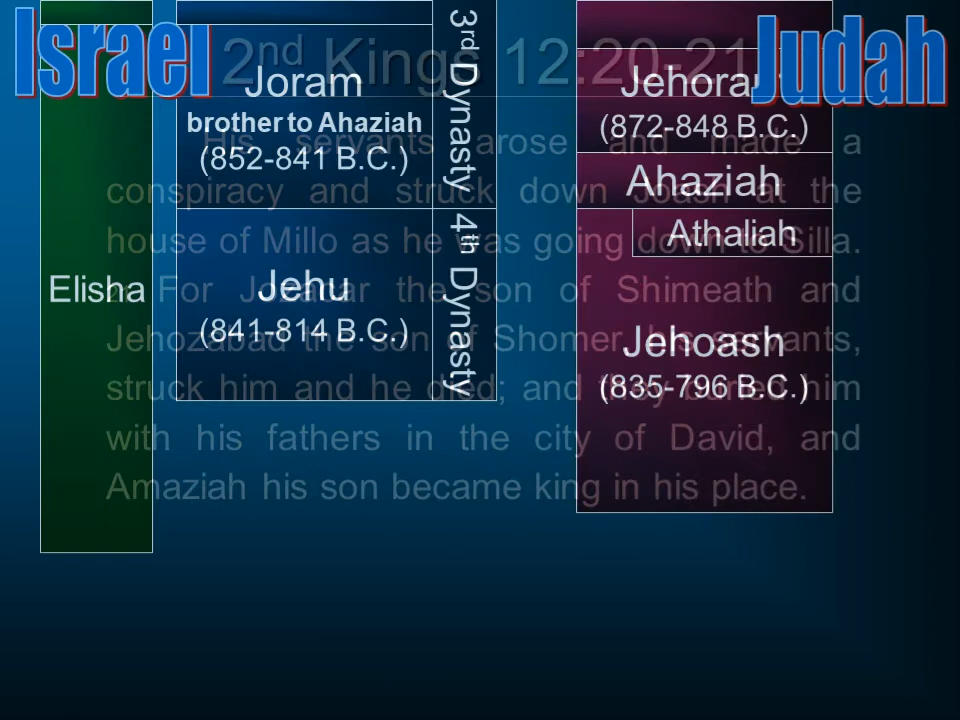 Israel
Judah
2nd Kings 12:20-21
His servants arose and made a
conspiracy and struck down Joash at the
house of Millo as he was going down to Silla.
21 For Jozacar the son of Shimeath and
Jehozabad the son of Shomer, his servants,
struck him and he died; and they buried him
with his fathers in the city of David, and
Amaziah his son became king in his place.
Elisha
Joram
brother to Ahaziah
(852-841 B.C.)
Jehu
(841-814 B.C.)
3rd Dynasty
4th Dynasty
Jehoram
(872-848 B.C.)
Ahaziah
Athaliah
Jehoash
(835-796 B.C.)